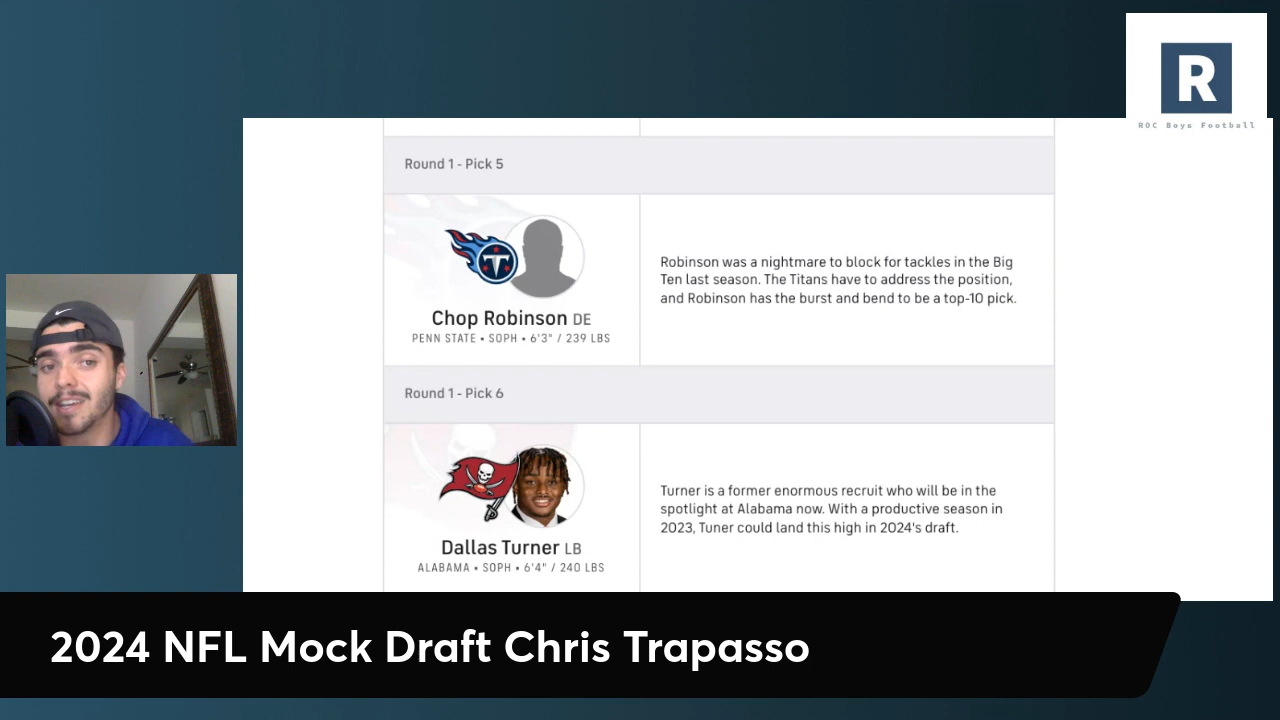 R
ROC Boys Football
Round 1 - Pick 5
T
Chop Robinson DE
PENN STATE • SOPH • 6'3" / 239 LBS
Robinson was a nightmare to block for tackles in the Big
Ten last season. The Titans have to address the position,
and Robinson has the burst and bend to be a top-10 pick.
Round 1 - Pick 6
Dallas Turner LB
ALABAMA • SOPH • 6'4" / 240 LBS
Turner is a former enormous recruit who will be in the
spotlight at Alabama now. With a productive season in
2023, Tuner could land this high in 2024's draft.
2024 NFL Mock Draft Chris Trapasso